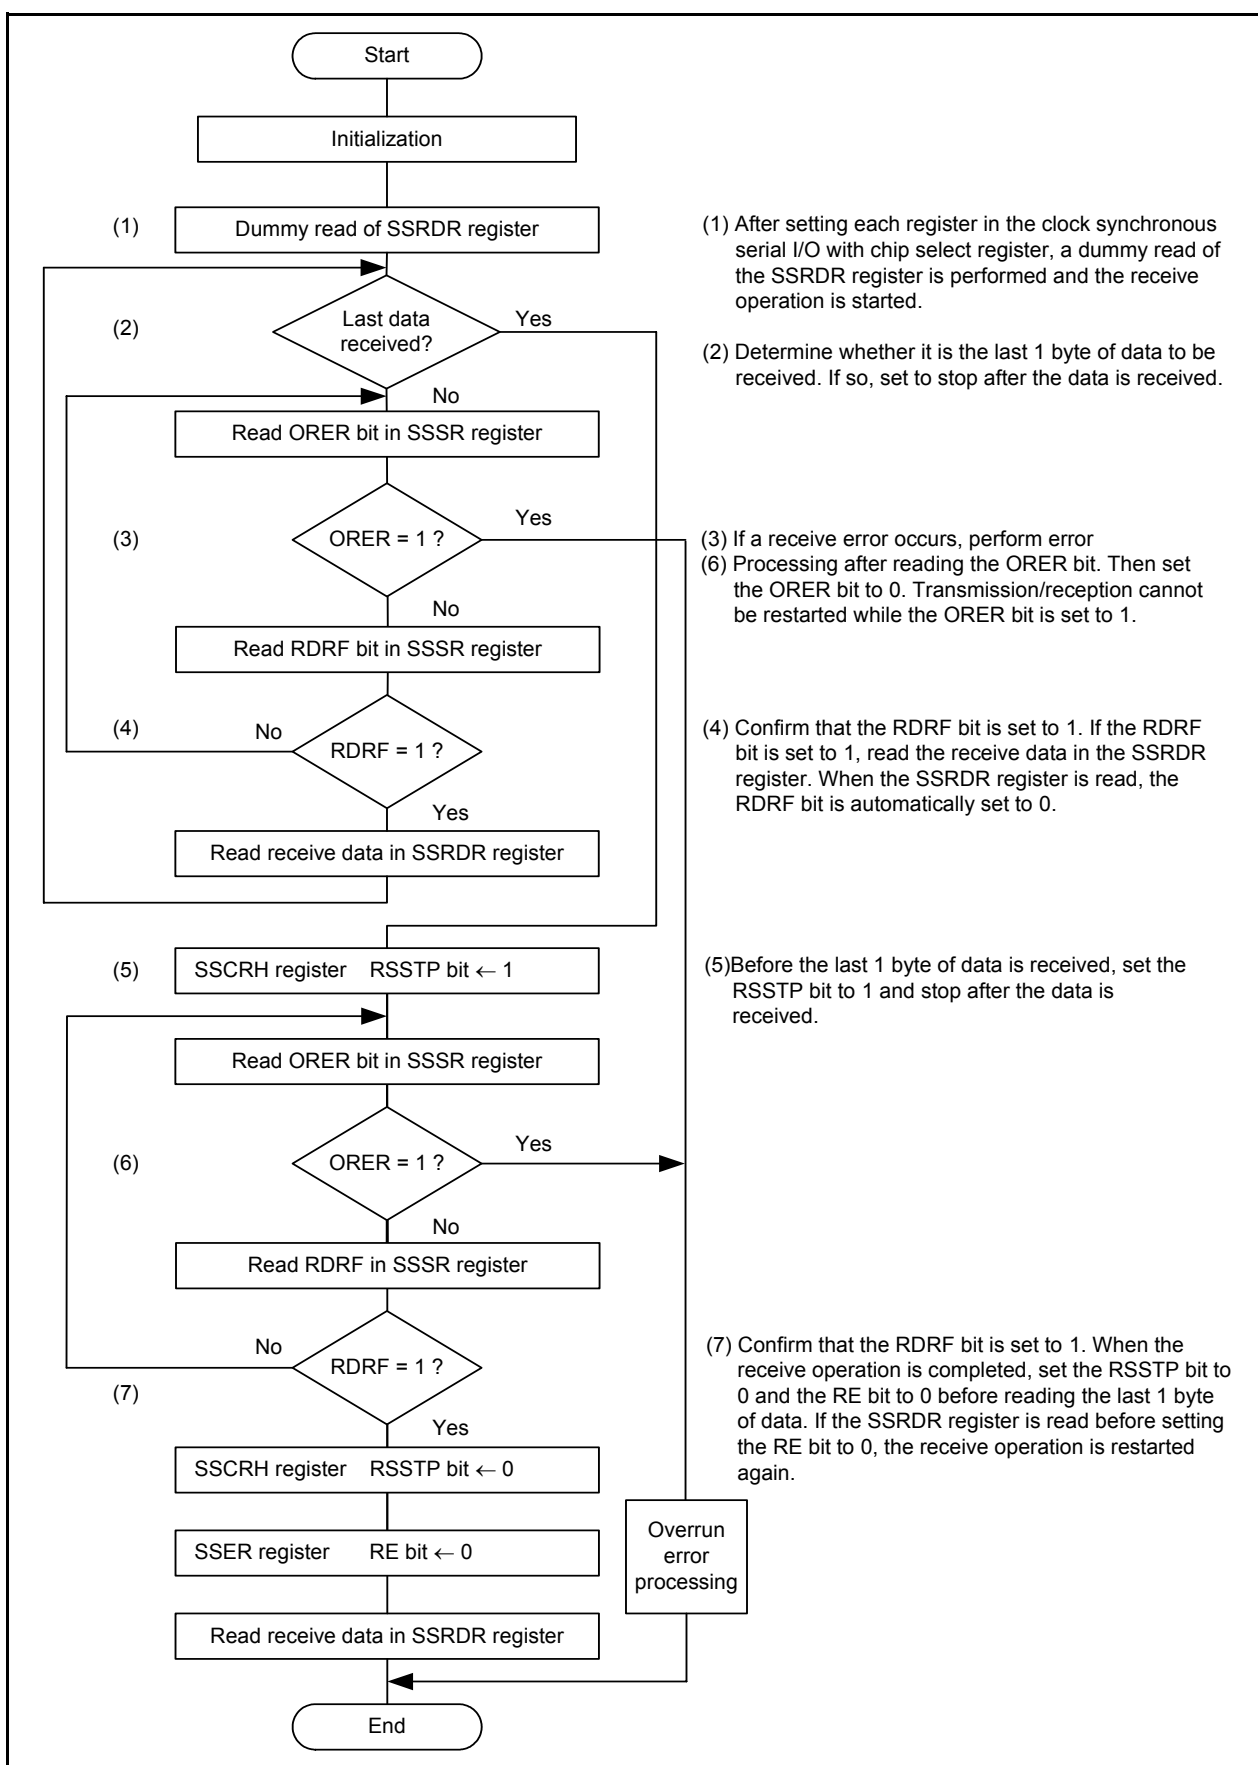 Start
Initialization
(1)
Dummy read of SSRDR register
(1) After setting each register in the clock synchronous
serial I/O with chip select register, a dummy read of
the SSRDR register is performed and the receive
operation is started.
(2)
Last data
received?
Yes
(2) Determine whether it is the last 1 byte of data to be
received. If so, set to stop after the data is received.
No
Read ORER bit in SSSR register
(3)
ORER = 1 ?
Yes
(3) If a receive error occurs, perform error
(6) Processing after reading the ORER bit. Then set
the ORER bit to 0. Transmission/reception cannot
be restarted while the ORER bit is set to 1.
No
Read RDRF bit in SSSR register
(4)
No
RDRF = 1 ?
(4) Confirm that the RDRF bit is set to 1. If the RDRF
bit is set to 1, read the receive data in the SSRDR
register. When the SSRDR register is read, the
RDRF bit is automatically set to 0.
Yes
Read receive data in SSRDR register
(5)
SSCRH register RSSTP bit ← 1
(5)Before the last 1 byte of data is received, set the
RSSTP bit to 1 and stop after the data is
received.
Read ORER bit in SSSR register
(6)
ORER = 1 ?
Yes
No
Read RDRF in SSSR register
No
RDRF = 1 ?
(7)
(7) Confirm that the RDRF bit is set to 1. When the
receive operation is completed, set the RSSTP bit to
0 and the RE bit to 0 before reading the last 1 byte
of data. If the SSRDR register is read before setting
the RE bit to 0, the receive operation is restarted
again.
Yes
SSCRH register RSSTP bit ← 0
SSER register RE bit ← 0
Overrun
error
processing
Read receive data in SSRDR register
End